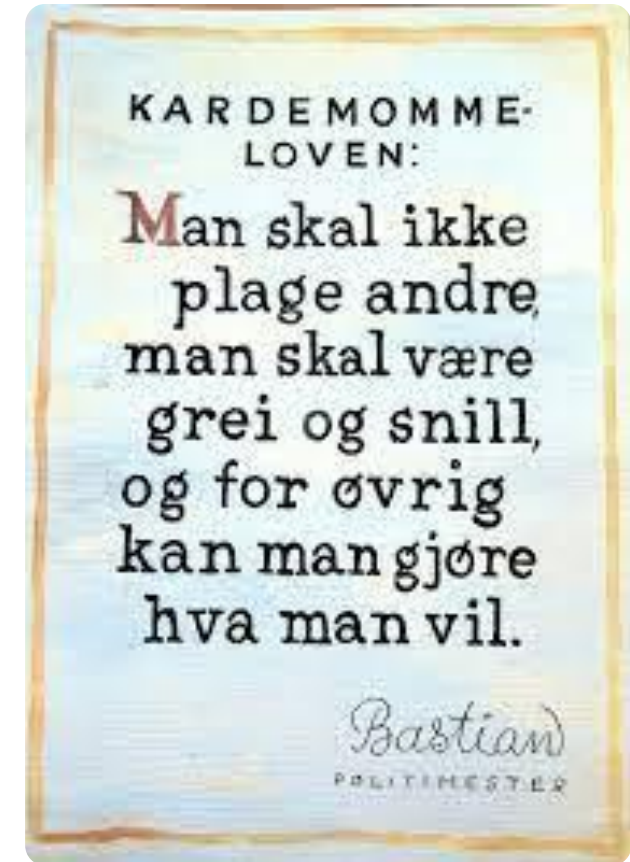 KARDEMOMME-
LOVEN:
Man skal ikke
plage andre,
man skal være
grei og snill,
og for øvrig
kan man gjøre
hva man vil.
Bastian
POLITIMESTER